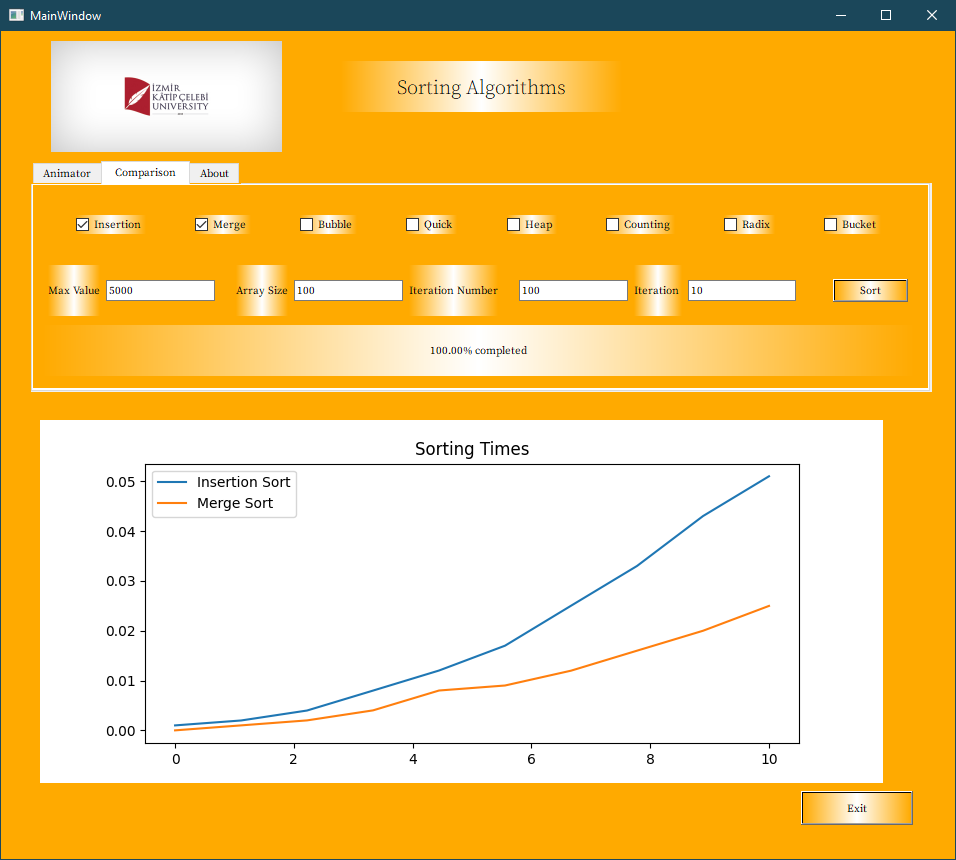 MainWindow
İZMİR
KÂTİP ÇELEBİ
UNIVERSITY
Sorting Algorithms
Animator Comparison About
Insertion Merge Bubble Quick Heap Counting Radix Bucket
Max Value 5000 Array Size 100 Iteration Number 100 Iteration 10 Sort
100.00% completed
Sorting Times
Insertion Sort
Merge Sort
0.05
0.04
0.03
0.02
0.01
0.00
0 2 4 6 8 10
Exit